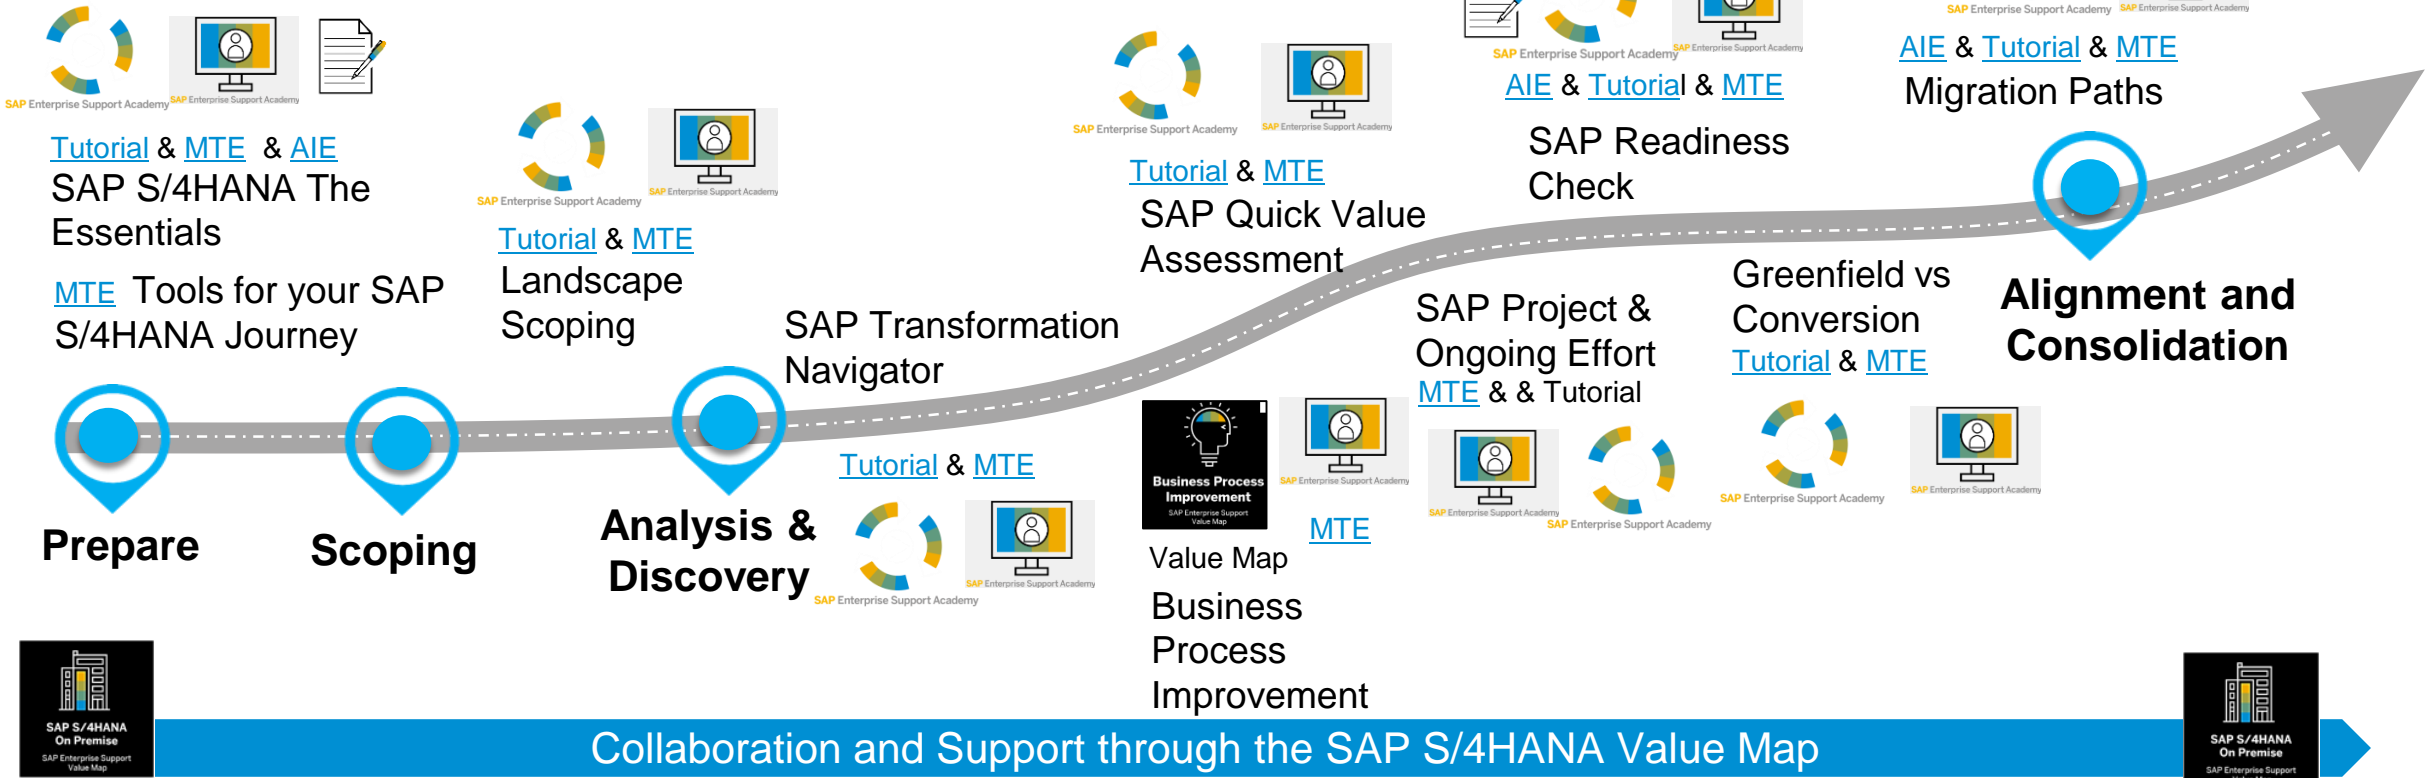 SAP Enterprise Support Academy
SAP Enterprise Support Academy
Tutorial & MTE & AIE
SAP S/4HANA The
Essentials
MTE Tools for your SAP
S/4HANA Journey
SAP Enterprise Support Academy
SAP Enterprise Support Academy
Tutorial & MTE
Landscape
Scoping
SAP Transformation
Navigator
Tutorial & MTE
SAP Enterprise Support Academy
SAP Enterprise Support Academy
SAP Enterprise Support Academy
SAP Enterprise Support Academy
Tutorial & MTE
SAP Quick Value
Assessment
SAP Enterprise Support Academy
SAP Enterprise Support Academy
AIE & Tutorial & MTE
SAP Readiness
Check
SAP Enterprise Support Academy
SAP Enterprise Support Academy
AIE & Tutorial & MTE
Migration Paths
Business Process
Improvement
SAP Enterprise Support
Value Map
SAP Enterprise Support Academy
MTE
Value Map
Business
Process
Improvement
SAP Project &
Ongoing Effort
MTE & & Tutorial
SAP Enterprise Support Academy
SAP Enterprise Support Academy
Greenfield vs
Conversion
Tutorial & MTE
SAP Enterprise Support Academy
SAP Enterprise Support Academy
Prepare
Scoping
Analysis &
Discovery
Alignment and
Consolidation
SAP S/4HANA
On Premise
SAP Enterprise Support
Value Map
Collaboration and Support through the SAP S/4HANA Value Map
SAP S/4HANA
On Premise
SAP Enterprise Support